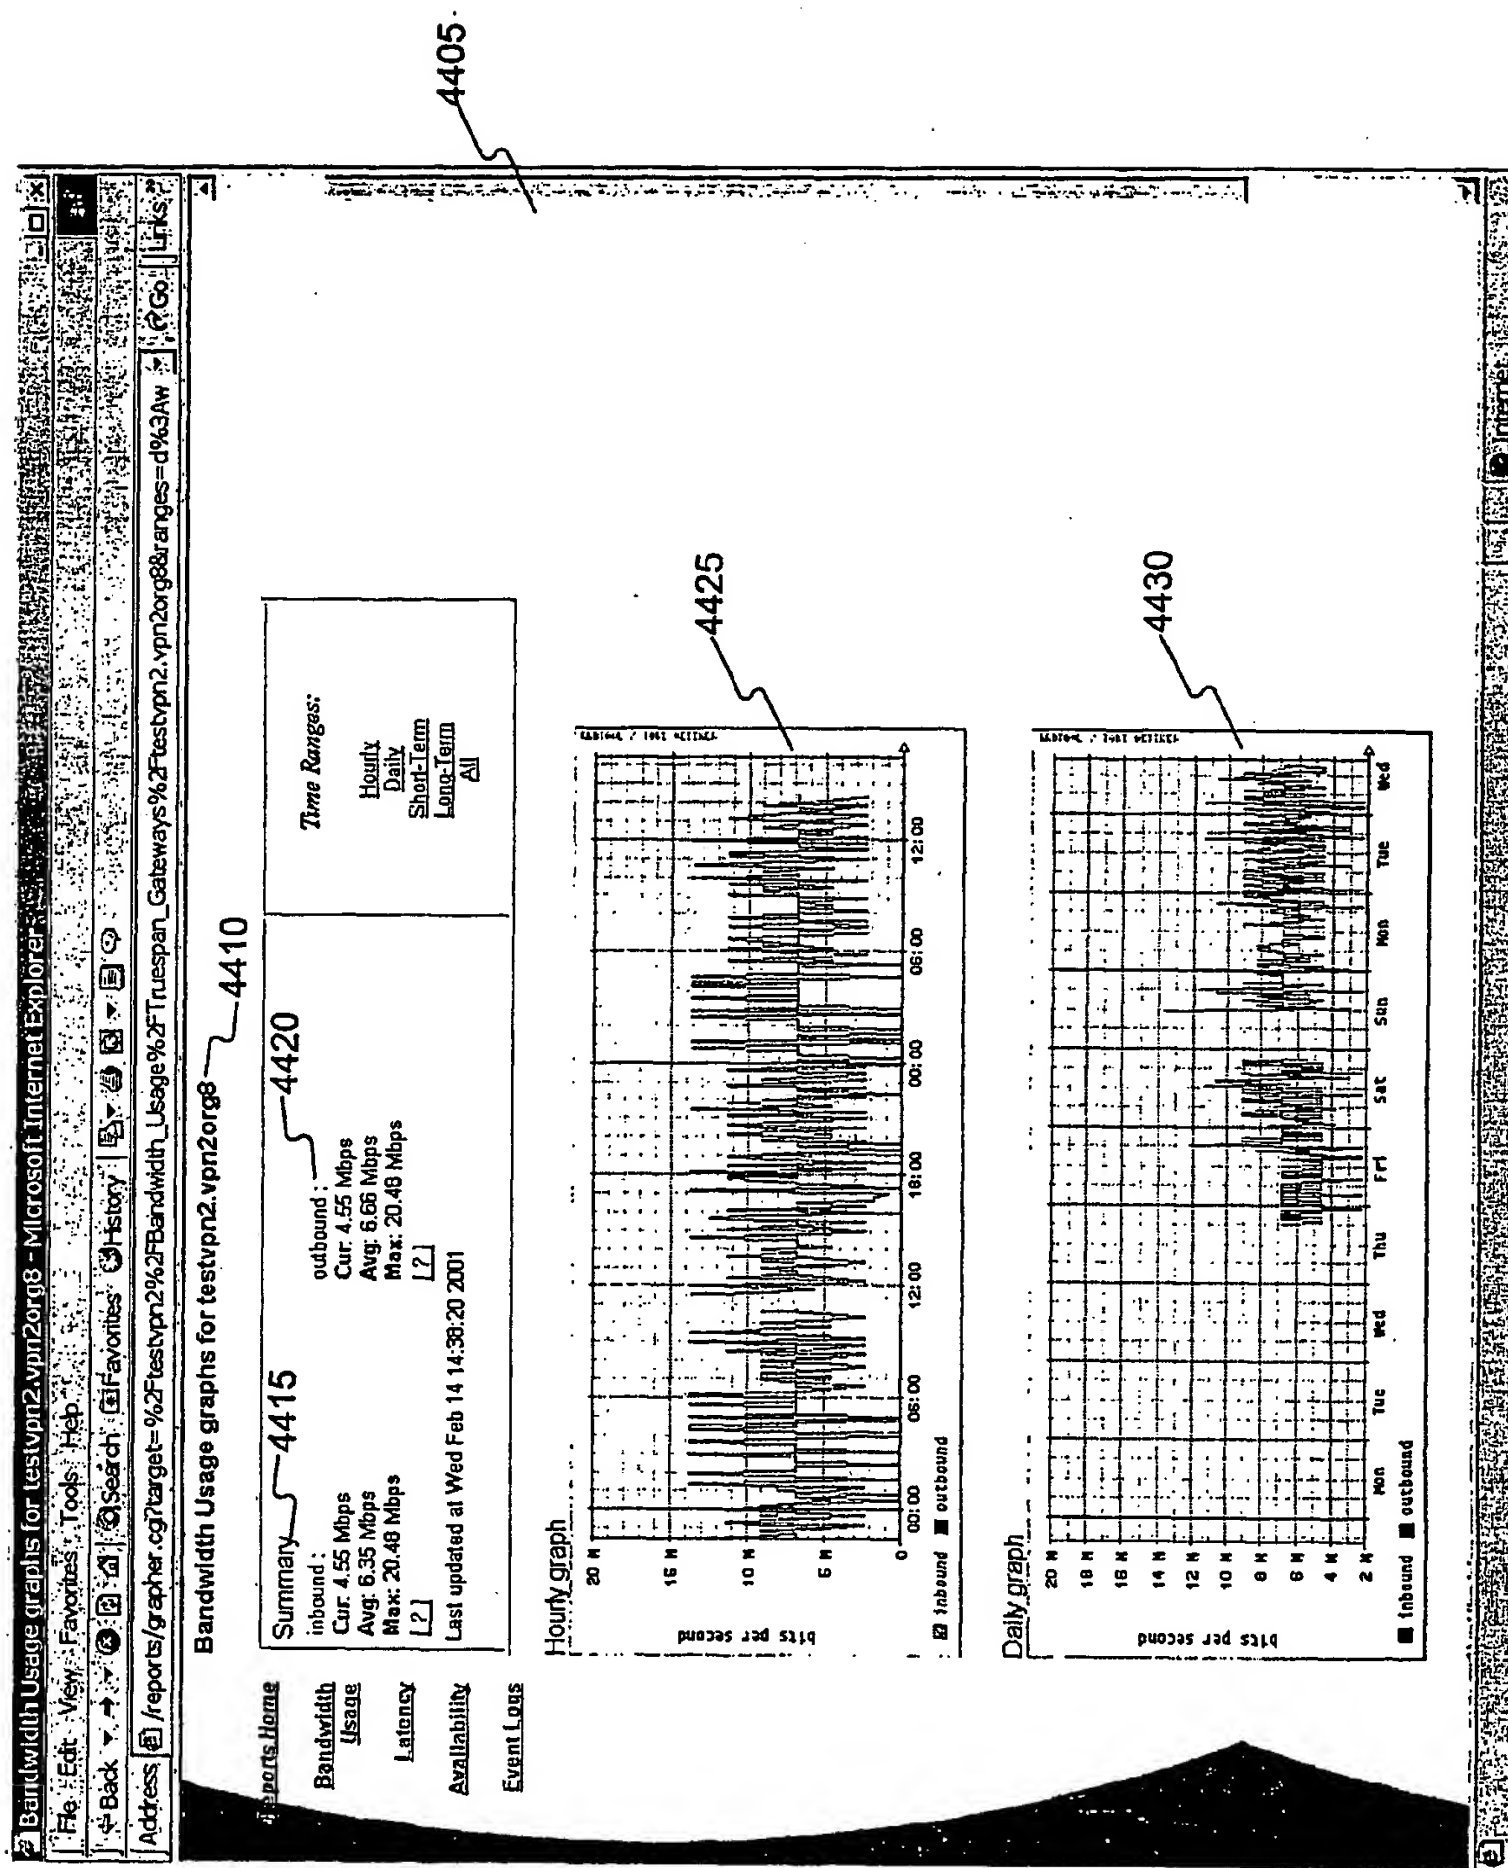 Bandwidth Usage graphs for testvpn2.vpn2org8 - Microsoft Internet Explorer
File Edit View Favorites Tools Help
Back Search Favorites History
Address /reports/grapher.cgi?target=%2Ftestvpn2%2FBandwidth_Usage%2FTruespan_Gateways%2Ftestvpn2.vpn2org8&ranges=d%3Aw Go Links
4405
Reports Home
Bandwidth Usage
Latency
Availability
Event Logs
Bandwidth Usage graphs for testvpn2.vpn2org8
4410
Summary
4415
4420
inbound:
Cur: 4.55 Mbps
Avg: 6.35 Mbps
Max: 20.48 Mbps
[?]
outbound:
Cur: 4.55 Mbps
Avg: 6.66 Mbps
Max: 20.48 Mbps
[?]
Last updated at Wed Feb 14 14:38:20 2001
Time Ranges:
Hourly
Daily
Short-Term
Long-Term
All
Hourly graph
4425
bits per second
20 M
15 M
10 M
5 M
0
00:00 06:00 12:00 18:00 00:00 06:00 12:00
inbound outbound
Daily graph
4430
bits per second
20 M
18 M
16 M
14 M
12 M
10 M
8 M
6 M
4 M
2 M
Mon Tue Wed Thu Fri Sat Sun Mon Tue Wed
inbound outbound
Internet